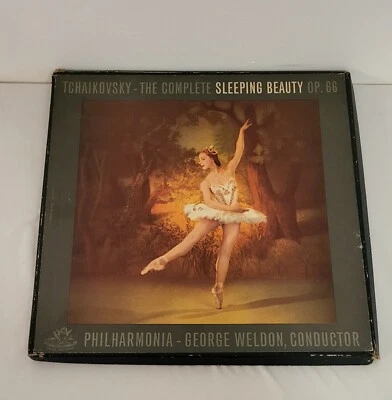 TCHAIKOVSKY - THE COMPLETE SLEEPING BEAUTY OP. 66
PHILHARMONIA - GEORGE WELDON, CONDUCTOR